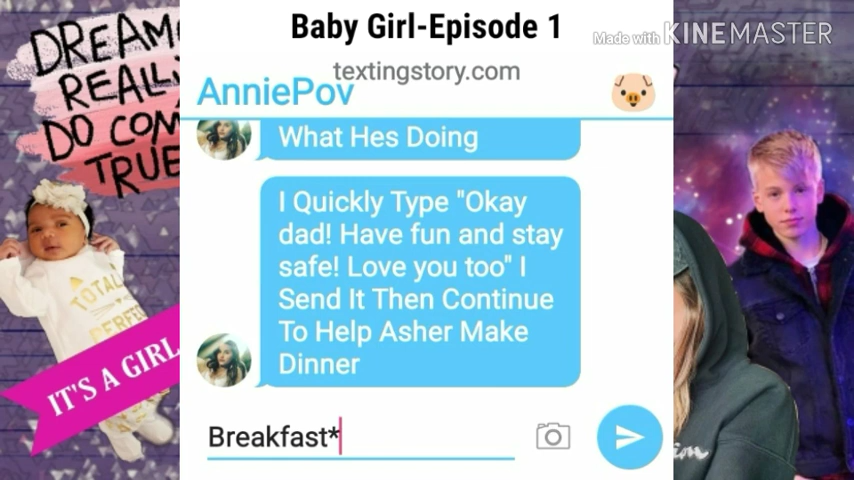 Baby Girl-Episode 1
Made with KINEMASTER
textingstory.com
AnniePov
What Hes Doing
I Quickly Type "Okay
dad! Have fun and stay
safe! Love you too" I
Send It Then Continue
To Help Asher Make
Dinner
Breakfast*
DREAMS
REALLY
DO COME
TRUE
TOTALLY
PERFECT
IT'S A GIRL